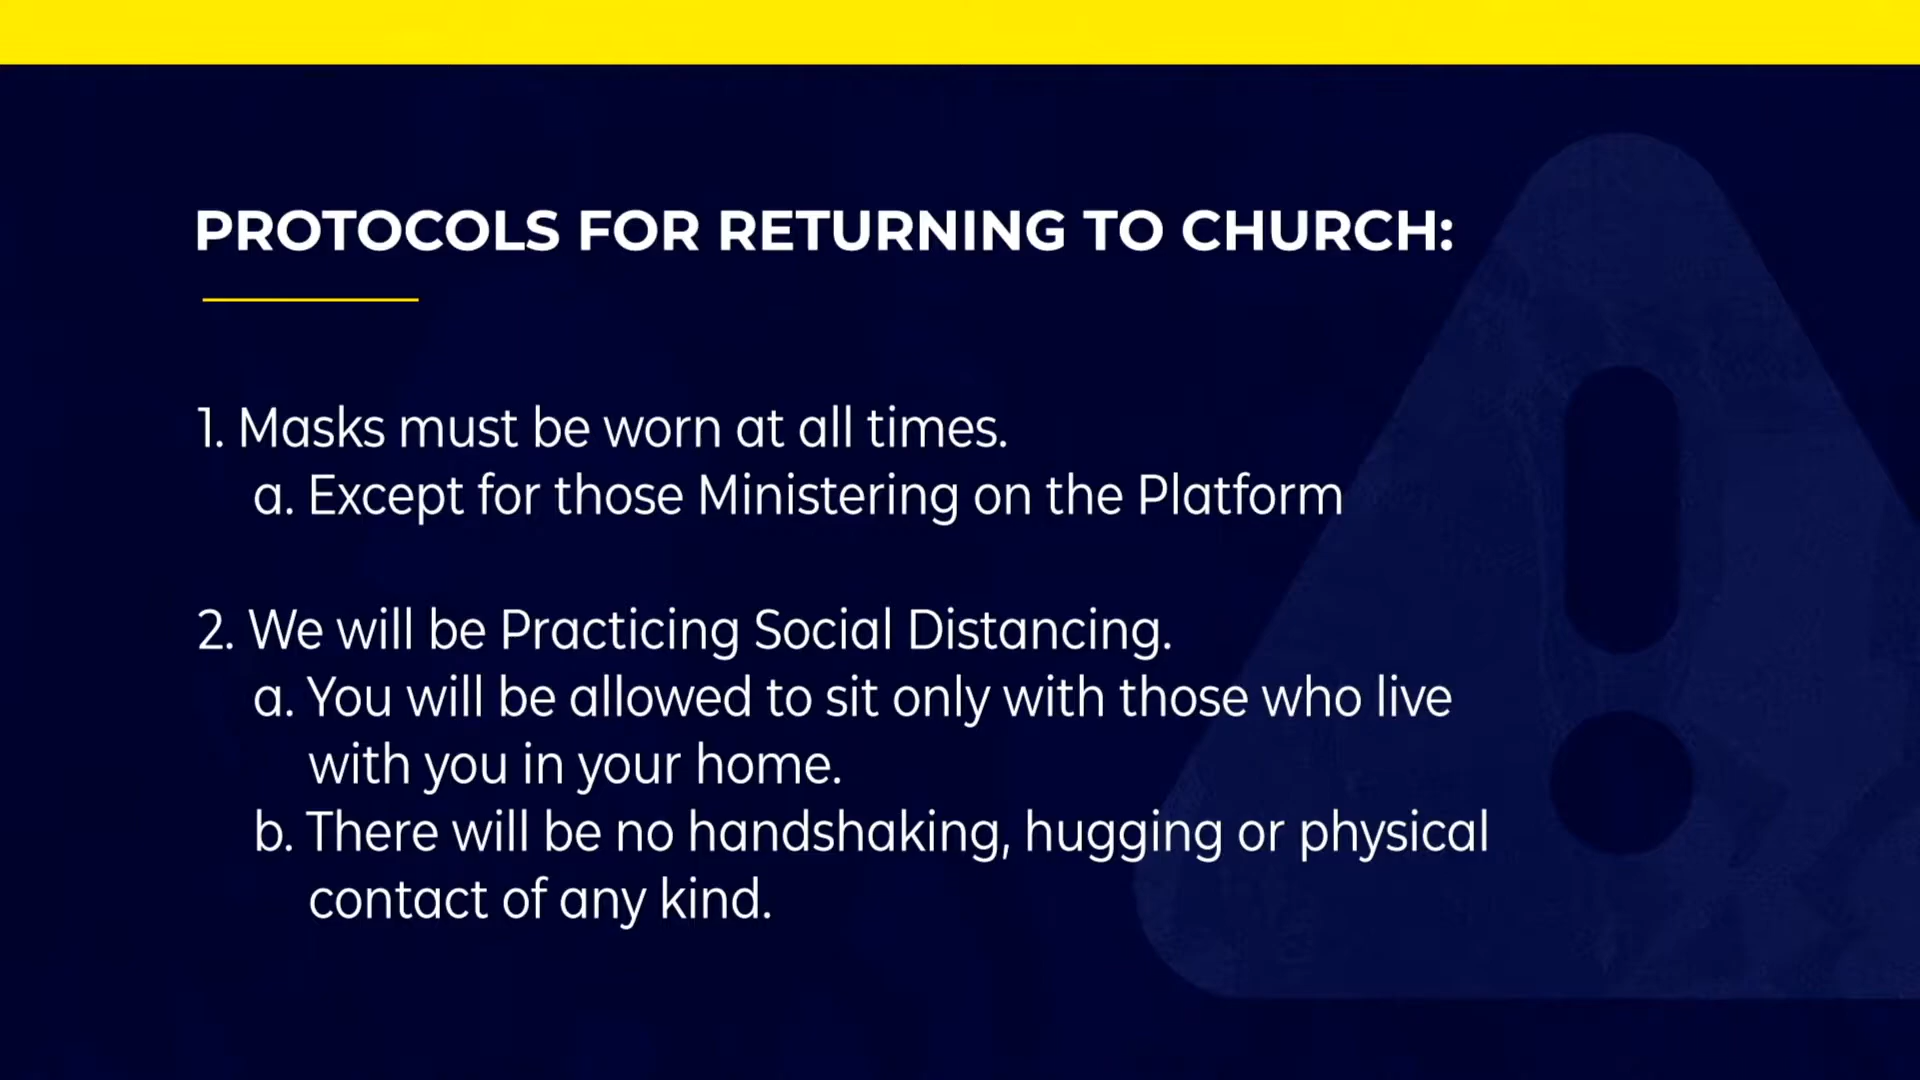 PROTOCOLS FOR RETURNING TO CHURCH:
1. Masks must be worn at all times.
a. Except for those Ministering on the Platform
2. We will be Practicing Social Distancing.
a. You will be allowed to sit only with those who live
with you in your home.
b. There will be no handshaking, hugging or physical
contact of any kind.